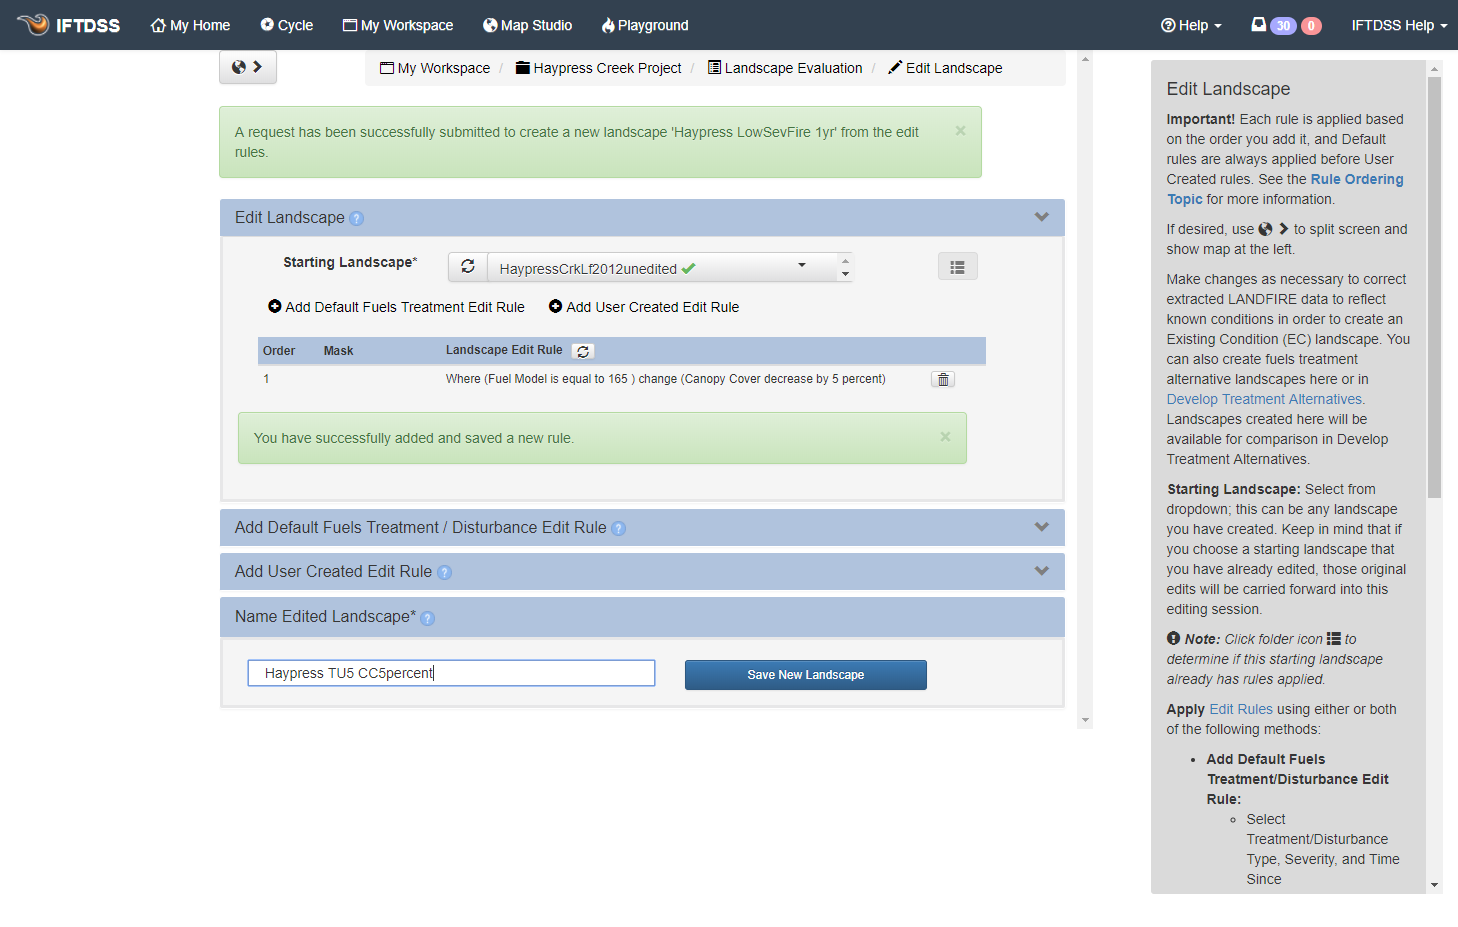 IFTDSS My Home Cycle My Workspace Map Studio Playground Help 30 0 IFTDSS Help
My Workspace / Haypress Creek Project / Landscape Evaluation / Edit Landscape
A request has been successfully submitted to create a new landscape 'Haypress LowSevFire 1yr' from the edit
rules.
×
Edit Landscape ?
Starting Landscape* HaypressCrkLf2012unedited
Add Default Fuels Treatment Edit Rule Add User Created Edit Rule
Order Mask Landscape Edit Rule
1 Where (Fuel Model is equal to 165 ) change (Canopy Cover decrease by 5 percent)
You have successfully added and saved a new rule. ×
Add Default Fuels Treatment / Disturbance Edit Rule ?
Add User Created Edit Rule ?
Name Edited Landscape* ?
Haypress TU5 CC5percent Save New Landscape
Edit Landscape
Important! Each rule is applied based
on the order you add it, and Default
rules are always applied before User
Created rules. See the Rule Ordering
Topic for more information.
If desired, use to split screen and
show map at the left.
Make changes as necessary to correct
extracted LANDFIRE data to reflect
known conditions in order to create an
Existing Condition (EC) landscape. You
can also create fuels treatment
alternative landscapes here or in
Develop Treatment Alternatives.
Landscapes created here will be
available for comparison in Develop
Treatment Alternatives.
Starting Landscape: Select from
dropdown; this can be any landscape
you have created. Keep in mind that if
you choose a starting landscape that
you have already edited, those original
edits will be carried forward into this
editing session.
Note: Click folder icon to
determine if this starting landscape
already has rules applied.
Apply Edit Rules using either or both
of the following methods:
• Add Default Fuels
Treatment/Disturbance Edit
Rule:
Select
Treatment/Disturbance
Type, Severity, and Time
Since